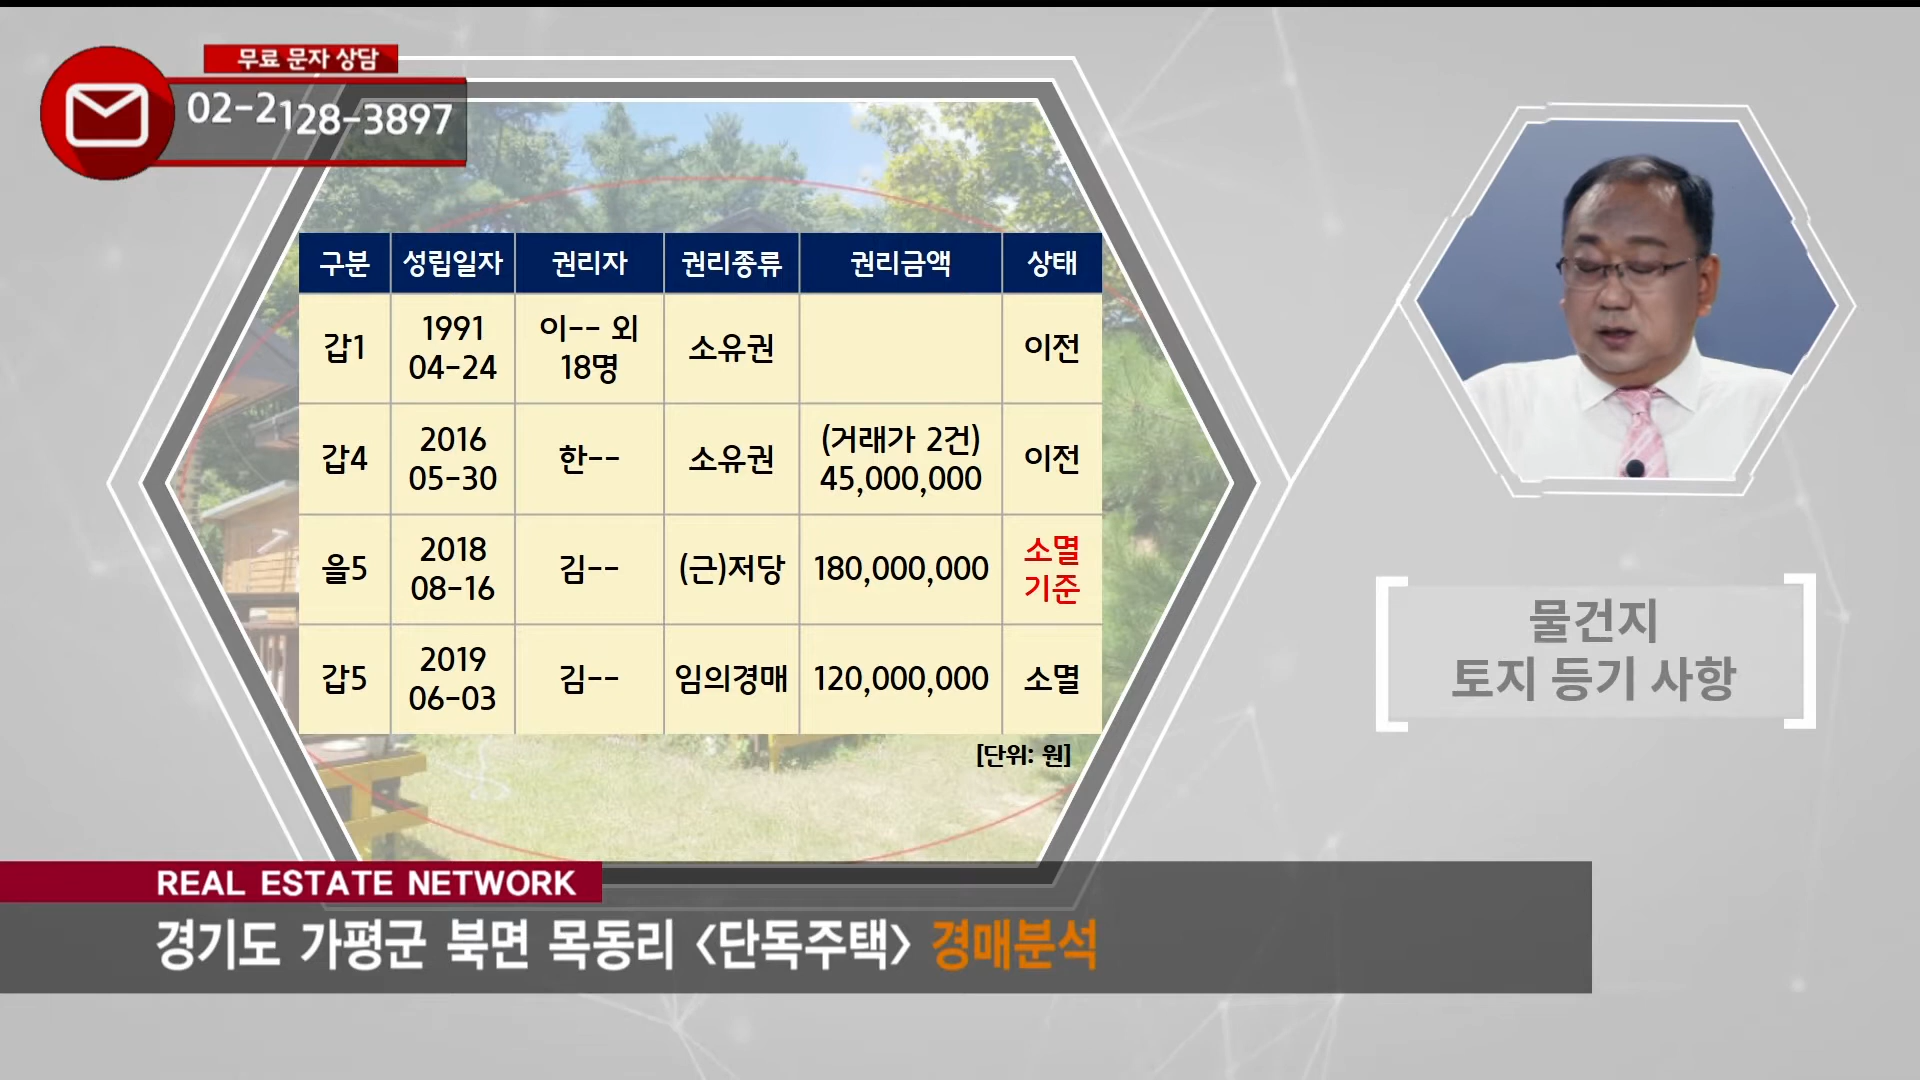 무료 문자 상담
02-2128-3897
구분 성립일자 권리자 권리종류 권리금액 상태
갑1 1991 04-24 이-- 외 18명 소유권 이전
갑4 2016 05-30 한-- 소유권 (거래가 2건) 45,000,000 이전
을5 2018 08-16 김-- (근)저당 180,000,000 소멸 기준
갑5 2019 06-03 김-- 임의경매 120,000,000 소멸
[단위: 원]
물건지
토지 등기 사항
REAL ESTATE NETWORK
경기도 가평군 북면 목동리 <단독주택> 경매분석